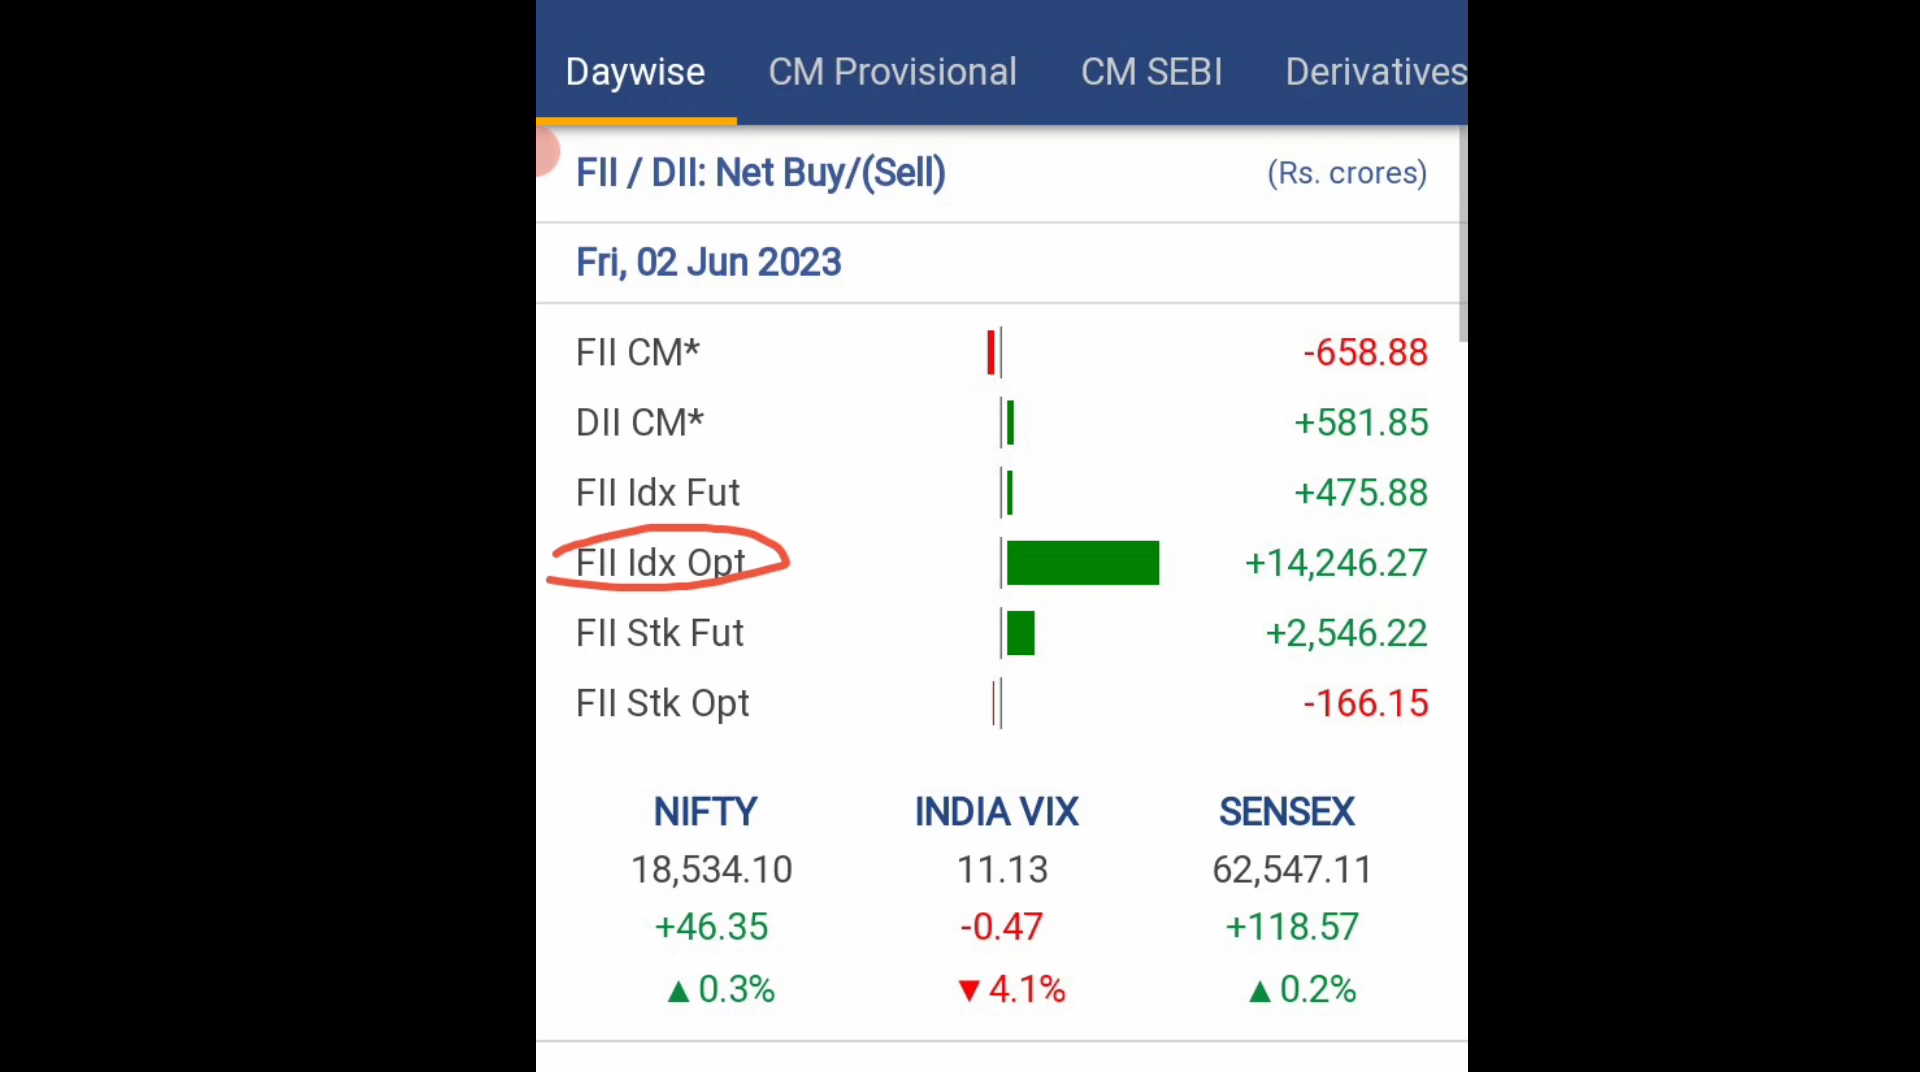 Daywise CM Provisional CM SEBI Derivatives
FII / DII: Net Buy/(Sell) (Rs. crores)
Fri, 02 Jun 2023
FII CM* -658.88
DII CM* +581.85
FII Idx Fut +475.88
FII Idx Opt +14,246.27
FII Stk Fut +2,546.22
FII Stk Opt -166.15
NIFTY INDIA VIX SENSEX
18,534.10 11.13 62,547.11
+46.35 -0.47 +118.57
▲0.3% ▼4.1% ▲0.2%